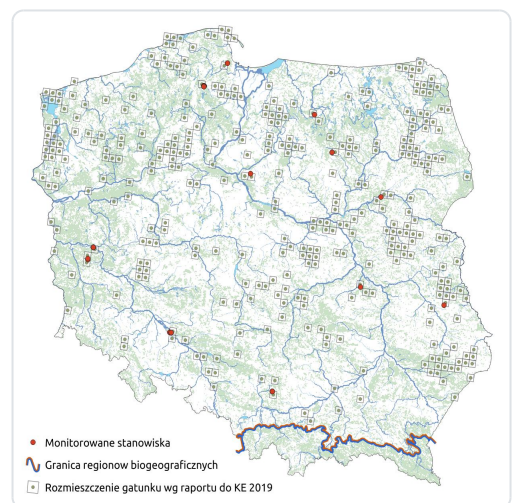 Monitorowane stanowiska
Granica regionow biogeograficznych
Rozmieszczenie gatunku wg raportu do KE 2019